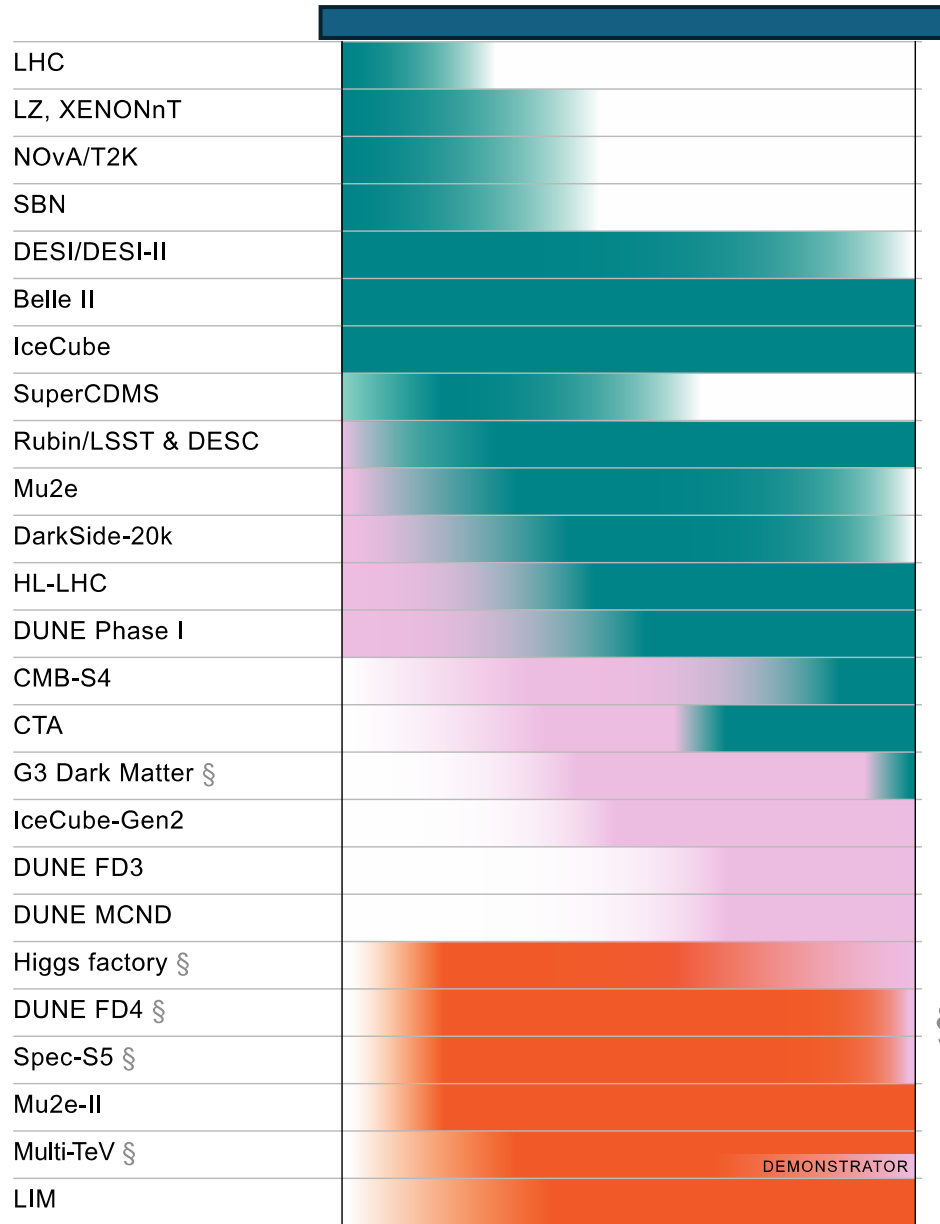 LHC
LZ, XENONnT
NOvA/T2K
SBN
DESI/DESI-II
Belle II
IceCube
SuperCDMS
Rubin/LSST & DESC
Mu2e
DarkSide-20k
HL-LHC
DUNE Phase I
CMB-S4
CTA
G3 Dark Matter §
IceCube-Gen2
DUNE FD3
DUNE MCND
Higgs factory §
DUNE FD4 §
Spec-S5 §
Mu2e-II
Multi-TeV §
DEMONSTRATOR
LIM